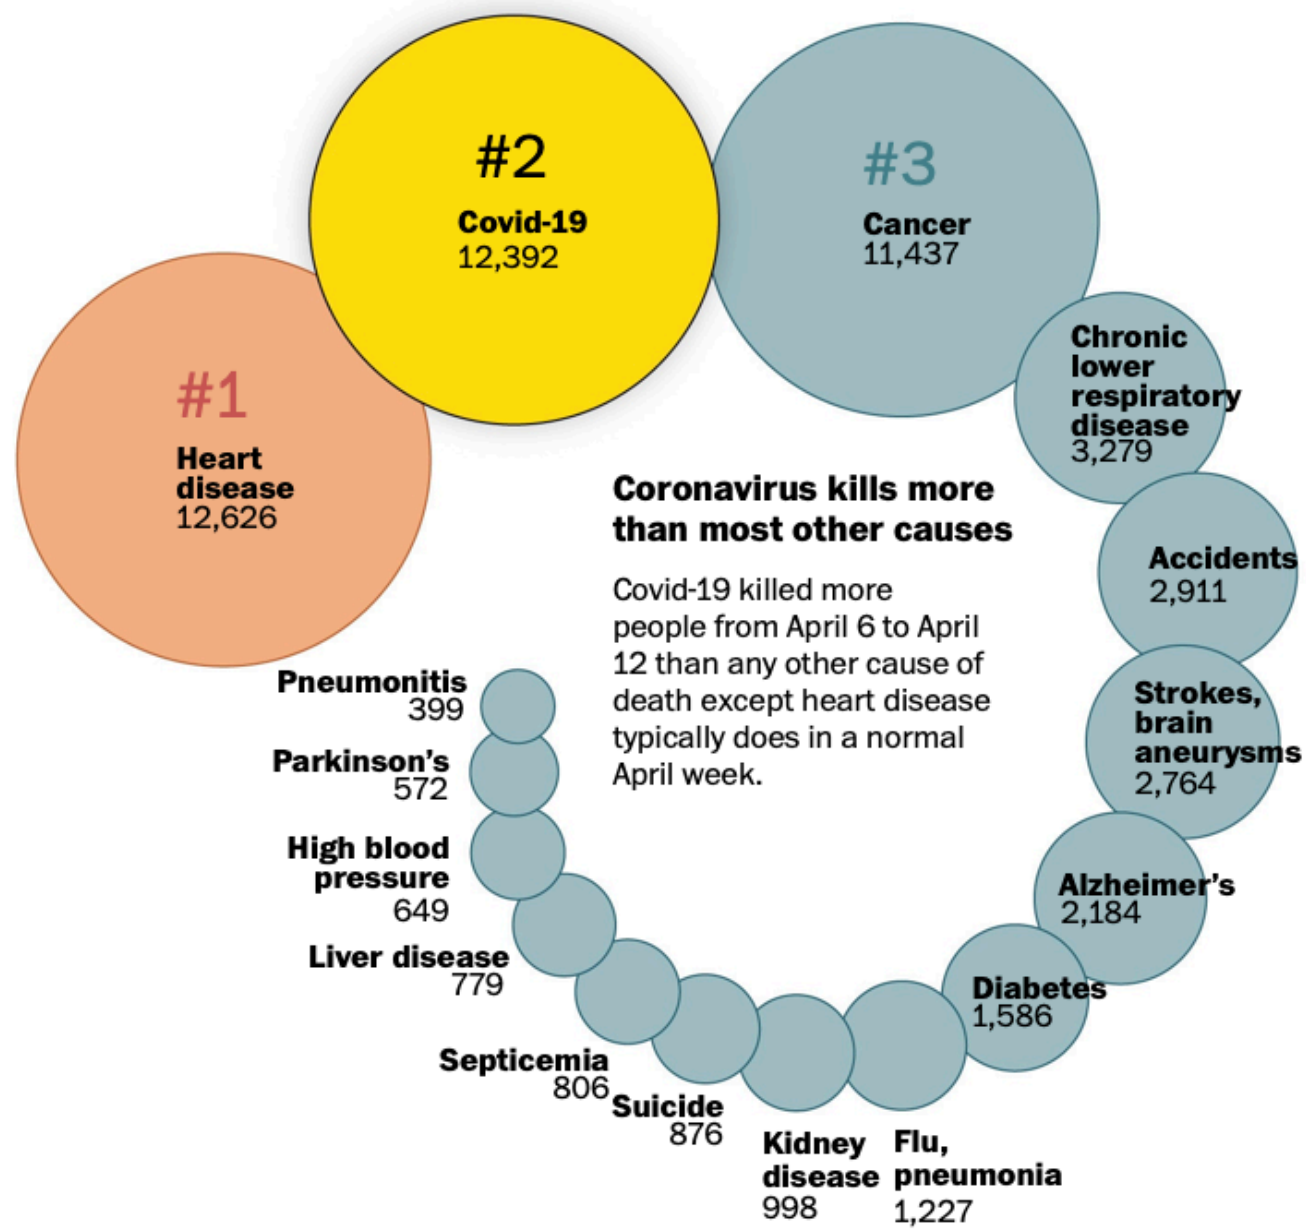 #1
Heart
disease
12,626
#2
Covid-19
12,392
#3
Cancer
11,437
Chronic
lower
respiratory
disease
3,279
Accidents
2,911
Strokes,
brain
aneurysms
2,764
Alzheimer's
2,184
Diabetes
1,586
Flu,
pneumonia
1,227
Kidney
disease
998
Suicide
876
Septicemia
806
Liver disease
779
High blood
pressure
649
Parkinson's
572
Pneumonitis
399
Coronavirus kills more
than most other causes
Covid-19 killed more
people from April 6 to April
12 than any other cause of
death except heart disease
typically does in a normal
April week.